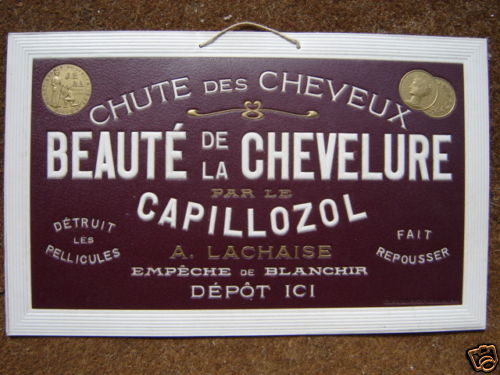 CHUTE DES CHEVEUX
BEAUTÉ DE LA CHEVELURE
PAR LE
CAPILLOZOL
DÉTRUIT
LES
PELLICULES
A. LACHAISE
FAIT
REPOUSSER
EMPÊCHE DE BLANCHIR
DÉPÔT ICI
ebY